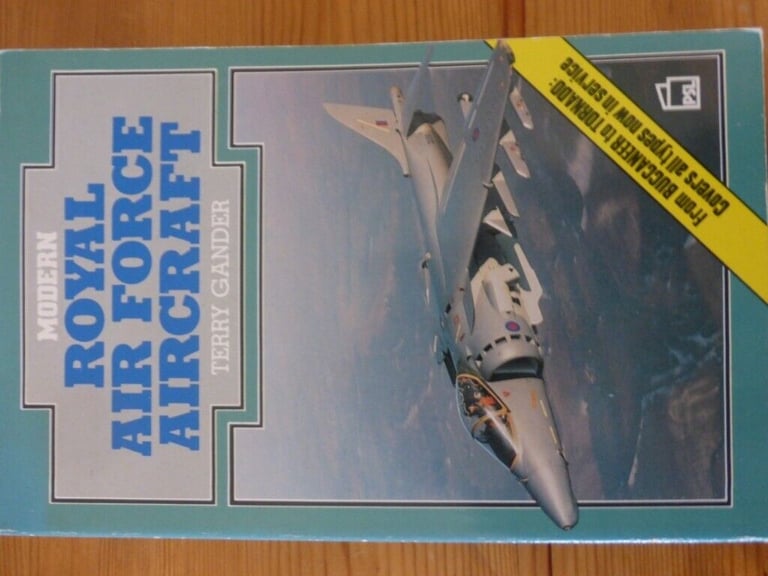 MODERN
ROYAL
AIR FORCE
AIRCRAFT
TERRY GANDER
from BUCCANEER to TORNADO:
Covers all types now in service
PSL